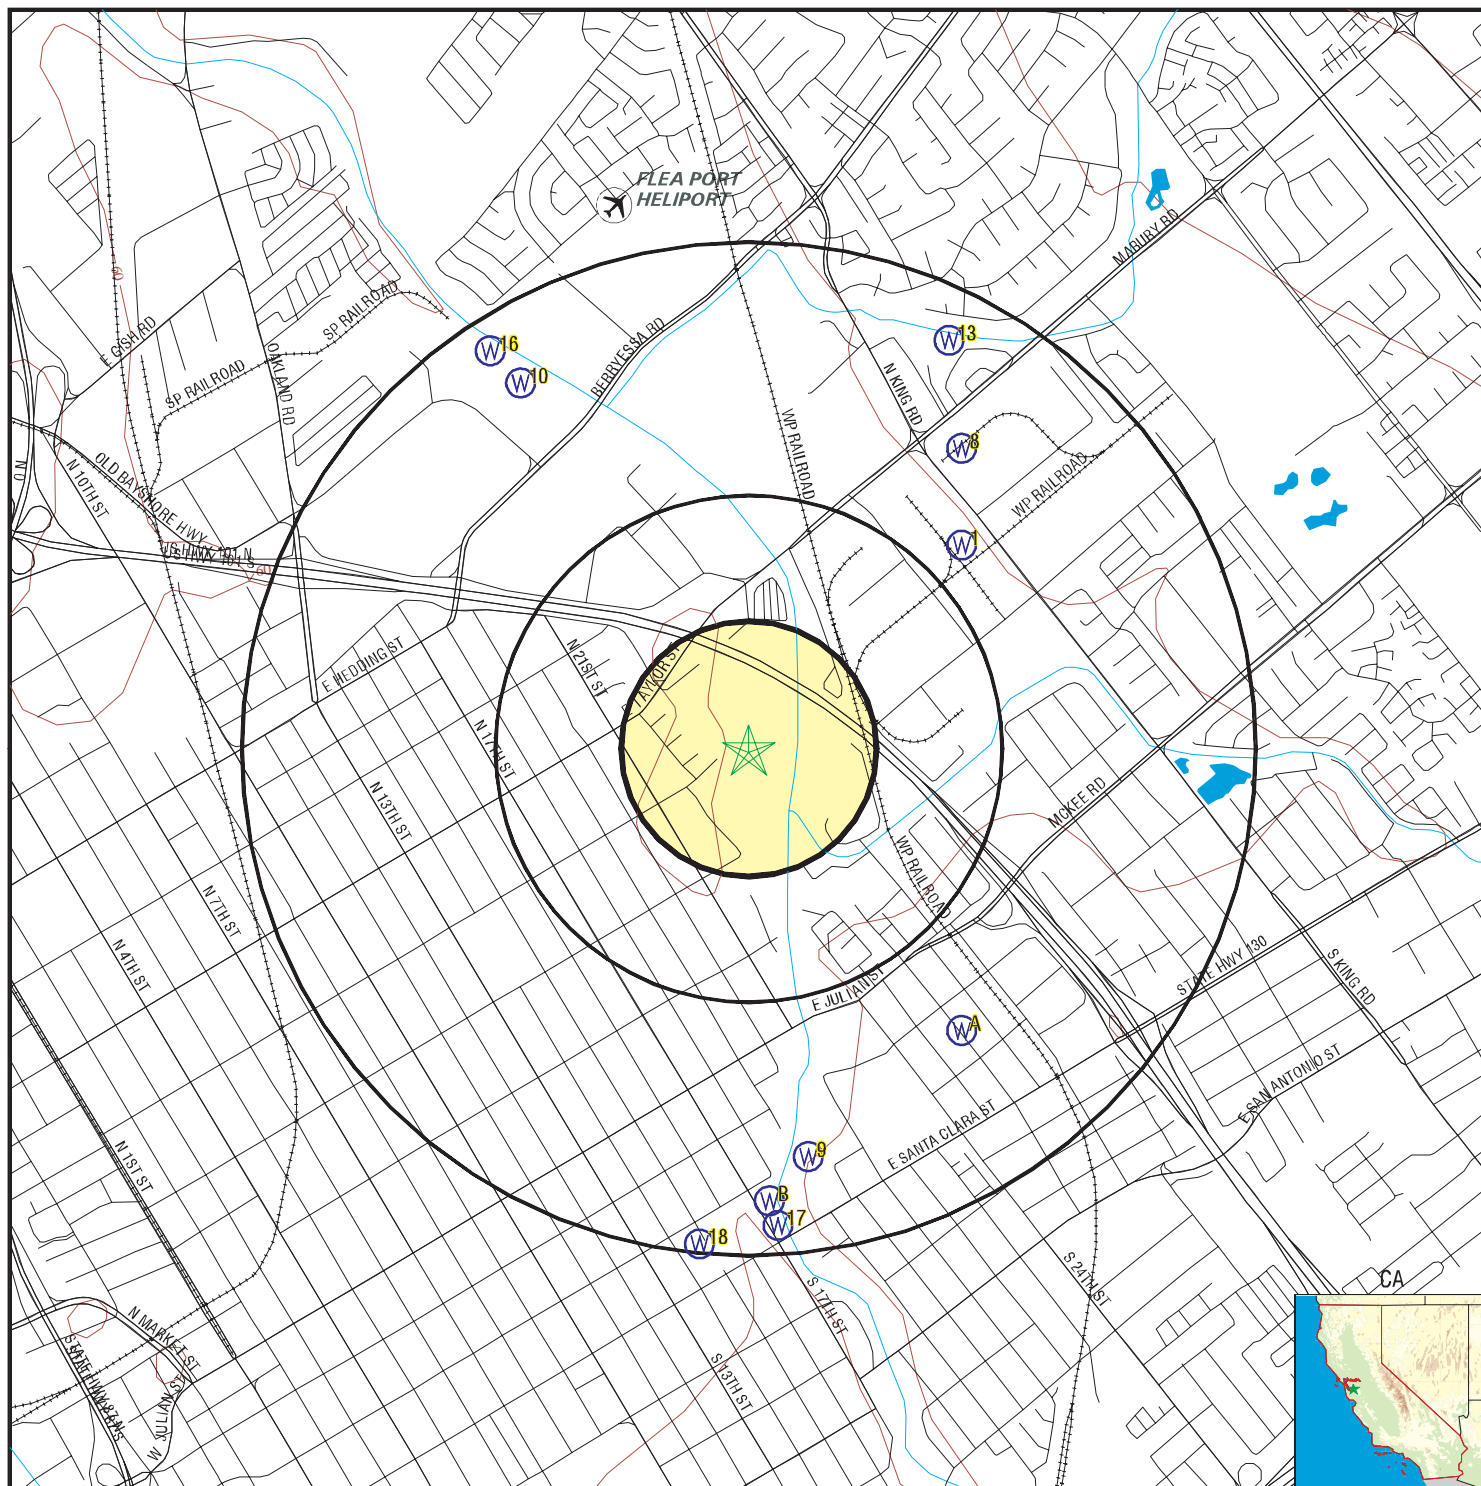 FLEA PORT
HELIPORT
MABURY RD
60
E GISH RD
SP RAILROAD
SP RAILROAD
OAKLAND RD
BERRYESSA RD
W 16
W 10
W 13
N KING RD
W 8
WP RAILROAD
WP RAILROAD
W 1
N 10TH ST
OLD BAYSHORE HWY
US HWY 101 N
US HWY 101 S
60
E HEDDING ST
N 21ST ST
TAYLOR ST
N 17TH ST
N 13TH ST
MCKEE RD
WP RAILROAD
N 7TH ST
N 4TH ST
E JULIAN ST
STATE HWY 130
S KING RD
W A
E SAN ANTONIO ST
E SANTA CLARA ST
W 9
W B
W 17
W 18
N 1ST ST
S 24TH ST
S 17TH ST
CA
N MARKET ST
S 13TH ST
W JULIAN ST